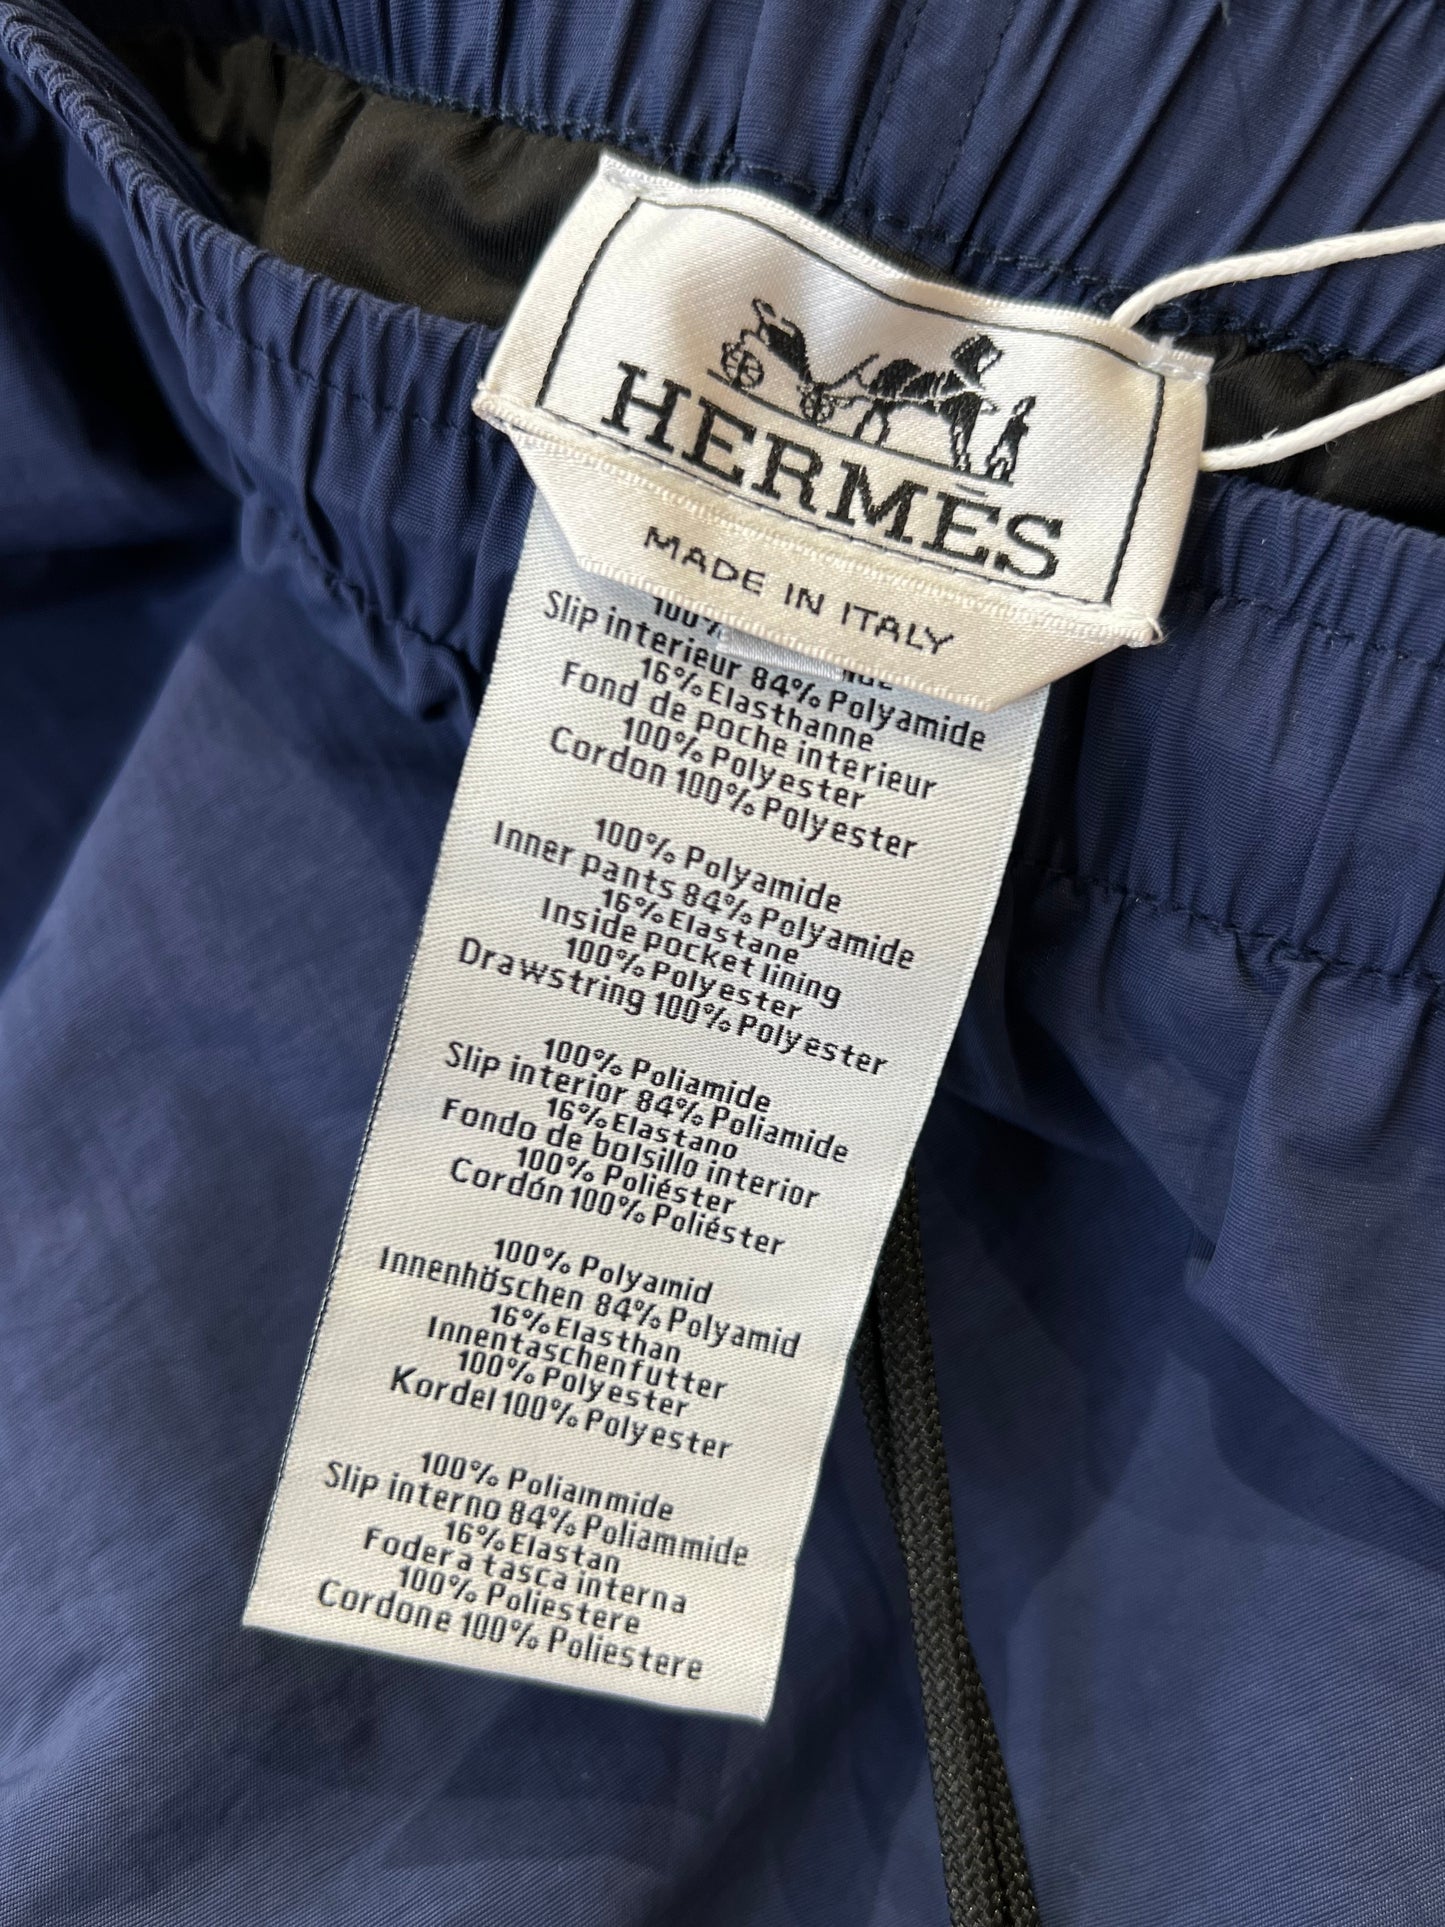 HERMES
MADE IN ITALY
100%
Slip interieur 84% Polyamide
16% Elasthanne
Fond de poche interieur
100% Polyester
Cordon 100% Polyester
100% Polyamide
Inner pants 84% Polyamide
16% Elastane
Inside pocket lining
100% Polyester
Drawstring 100% Polyester
100% Poliamide
Slip interior 84% Poliamide
16% Elastano
Fondo de bolsillo interior
100% Poliéster
Cordón 100% Poliéster
100% Polyamid
Innenhöschen 84% Polyamid
16% Elasthan
Innentaschenfutter
100% Polyester
Kordel 100% Polyester
100% Poliammide
Slip interno 84% Poliammide
16% Elastan
Fodera tasca interna
100% Poliestere
Cordone 100% Poliestere